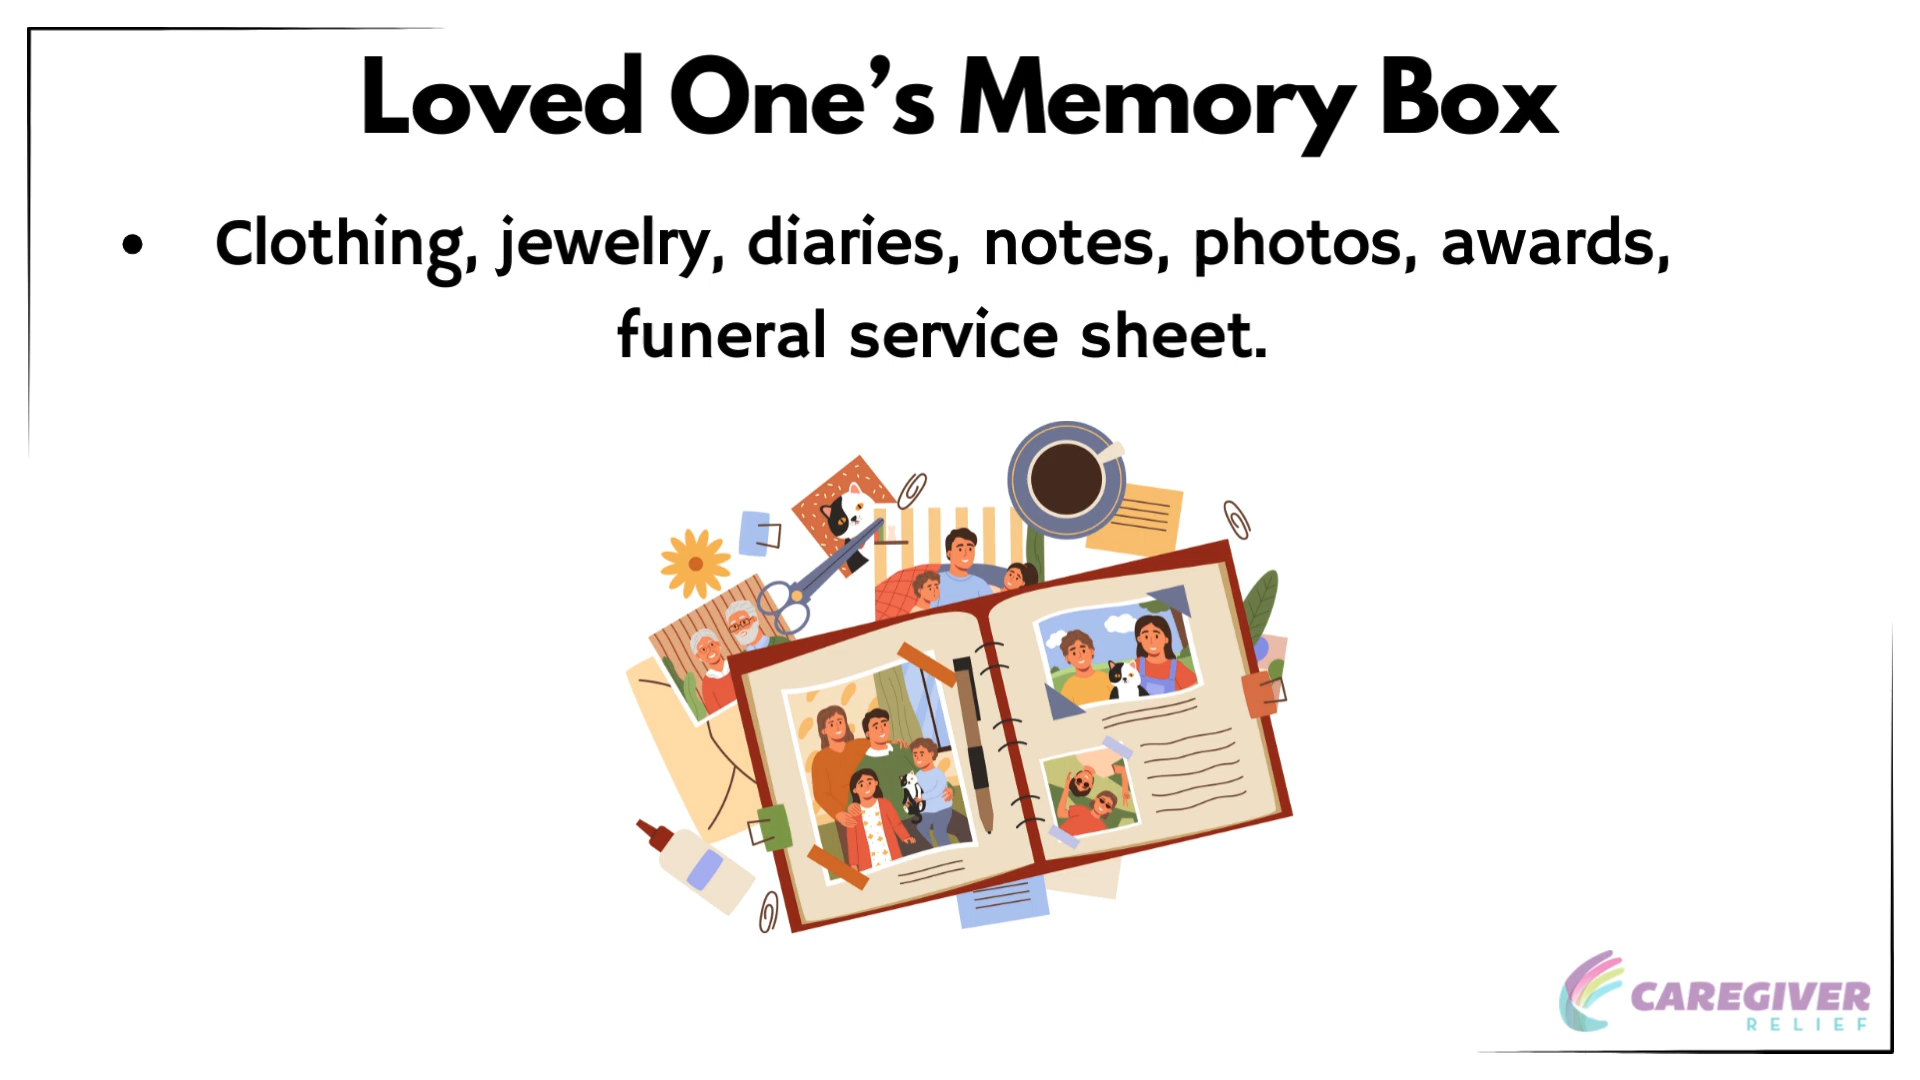 Loved One’s Memory Box
• Clothing, jewelry, diaries, notes, photos, awards,
funeral service sheet.
CAREGIVER
RELIEF